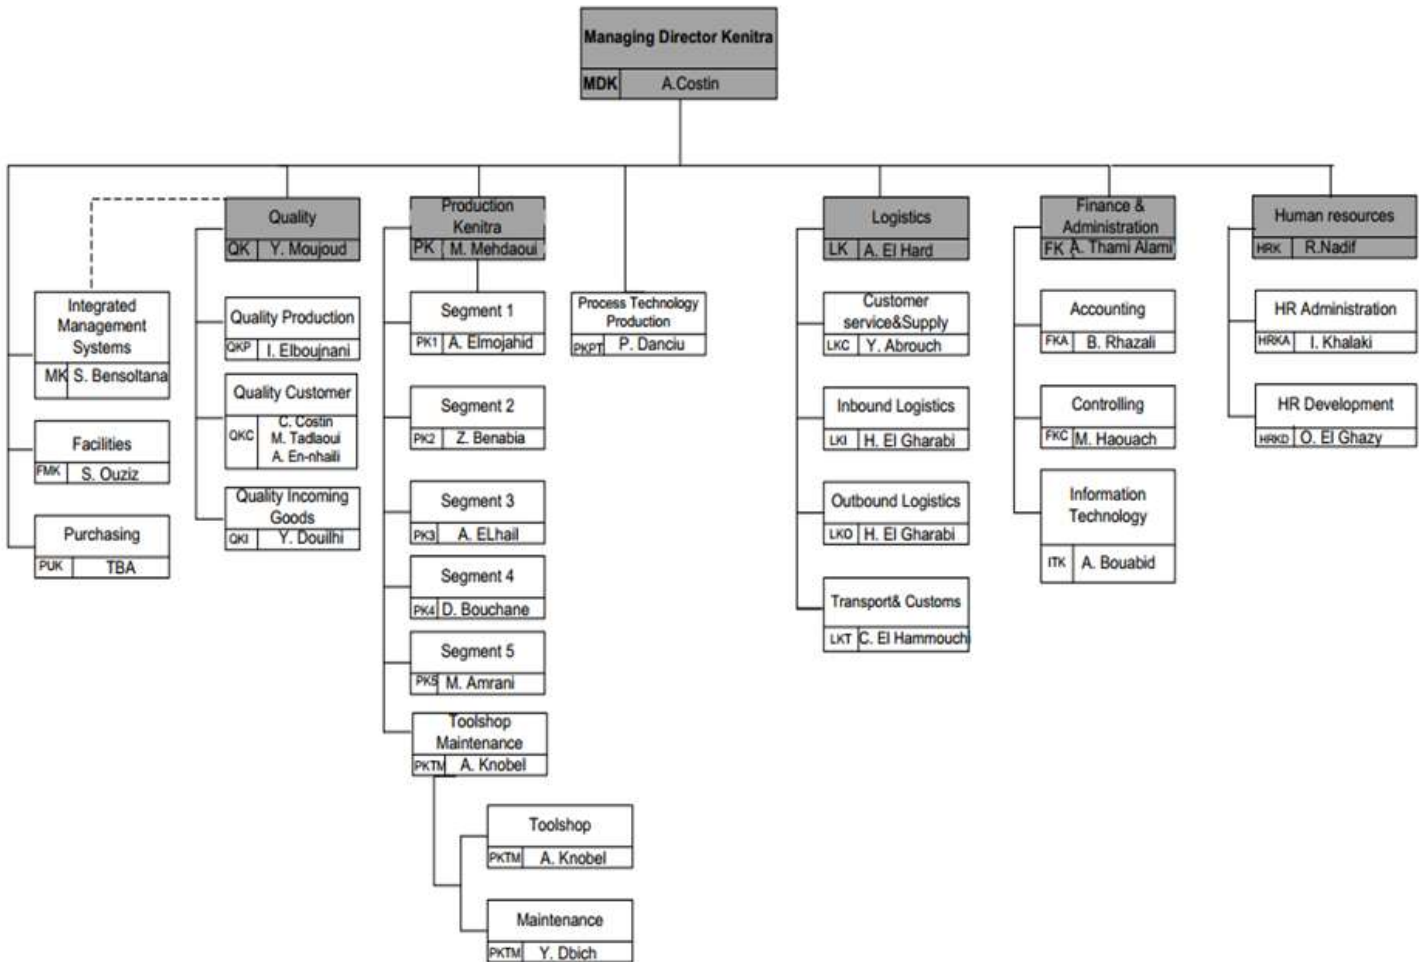 Managing Director Kenitra
MDK A.Costin
Quality
QK Y. Moujoud
Production
Kenitra
PK M. Mehdaoui
Logistics
LK A. El Hard
Finance &
Administration
FK A. Thami Alami
Human resources
HRK R.Nadif
Integrated
Management
Systems
MK S. Bensoltana
Facilities
FMK S. Ouziz
Purchasing
PUK TBA
Quality Production
QKP I. Elboujnani
Quality Customer
QKC C. Costin
M. Tadlaoui
A. En-nhaili
Quality Incoming
Goods
QKI Y. Douilhi
Segment 1
PK1 A. Elmojahid
Segment 2
PK2 Z. Benabia
Segment 3
PK3 A. ELhail
Segment 4
PK4 D. Bouchane
Segment 5
PK5 M. Amrani
Toolshop
Maintenance
PKTM A. Knobel
Toolshop
PKTM A. Knobel
Maintenance
PKTM Y. Dbich
Process Technology
Production
PKPT P. Danciu
Customer
service&Supply
LKC Y. Abrouch
Inbound Logistics
LKI H. El Gharabi
Outbound Logistics
LKO H. El Gharabi
Transport& Customs
LKT C. El Hammouchi
Accounting
FKA B. Rhazali
Controlling
FKC M. Haouach
Information
Technology
ITK A. Bouabid
HR Administration
HRKA I. Khalaki
HR Development
HRKD O. El Ghazy